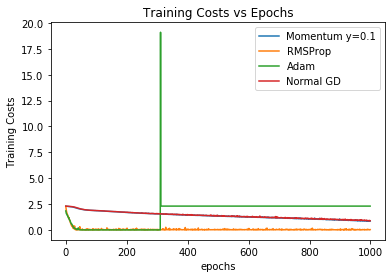 Training Costs vs Epochs
20.0
17.5
15.0
12.5
10.0
7.5
5.0
2.5
0.0
Training Costs
Momentum y=0.1
RMSProp
Adam
Normal GD
0 200 400 600 800 1000
epochs